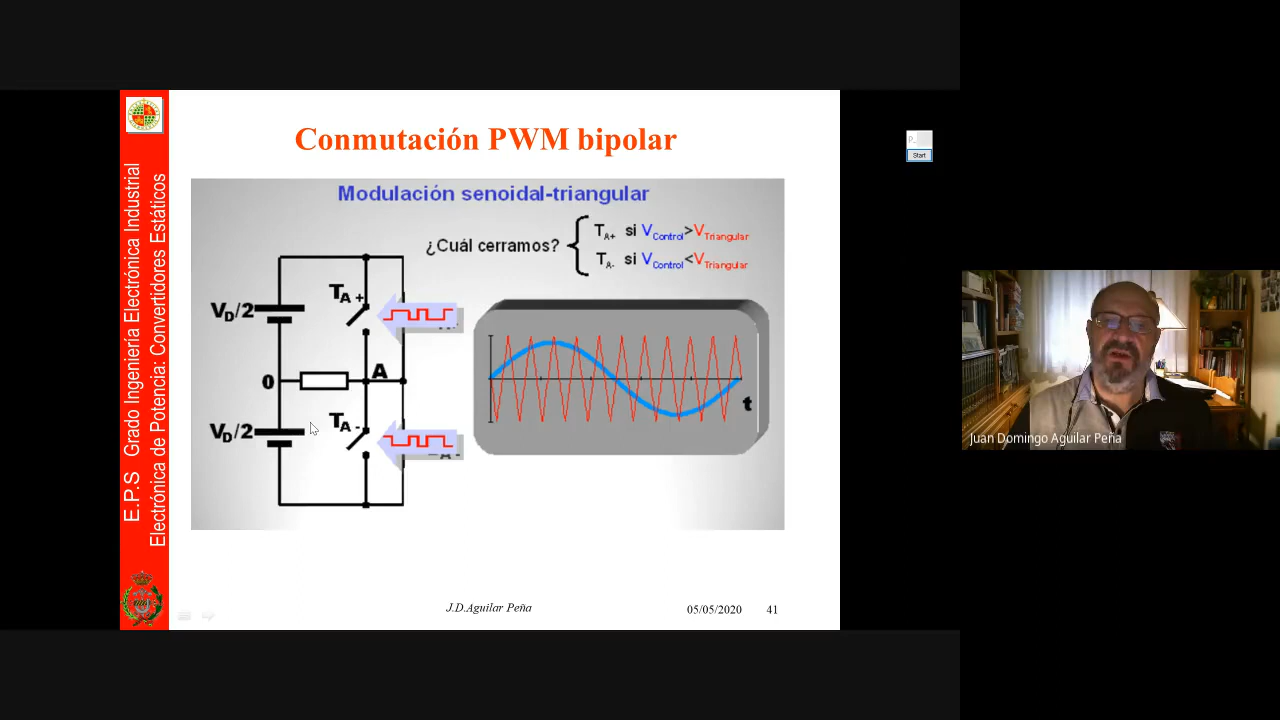 Conmutación PWM bipolar
Modulación senoidal-triangular
¿Cuál cerramos?
TA+ si VControl>VTriangular
TA- si VControl<VTriangular
TA+
VD/2
0
A
TA-
VD/2
t
E.P.S Grado Ingeniería Electrónica Industrial
Electrónica de Potencia: Convertidores Estáticos
J.D.Aguilar Peña
05/05/2020
41
Start
Juan Domingo Aguilar Peña